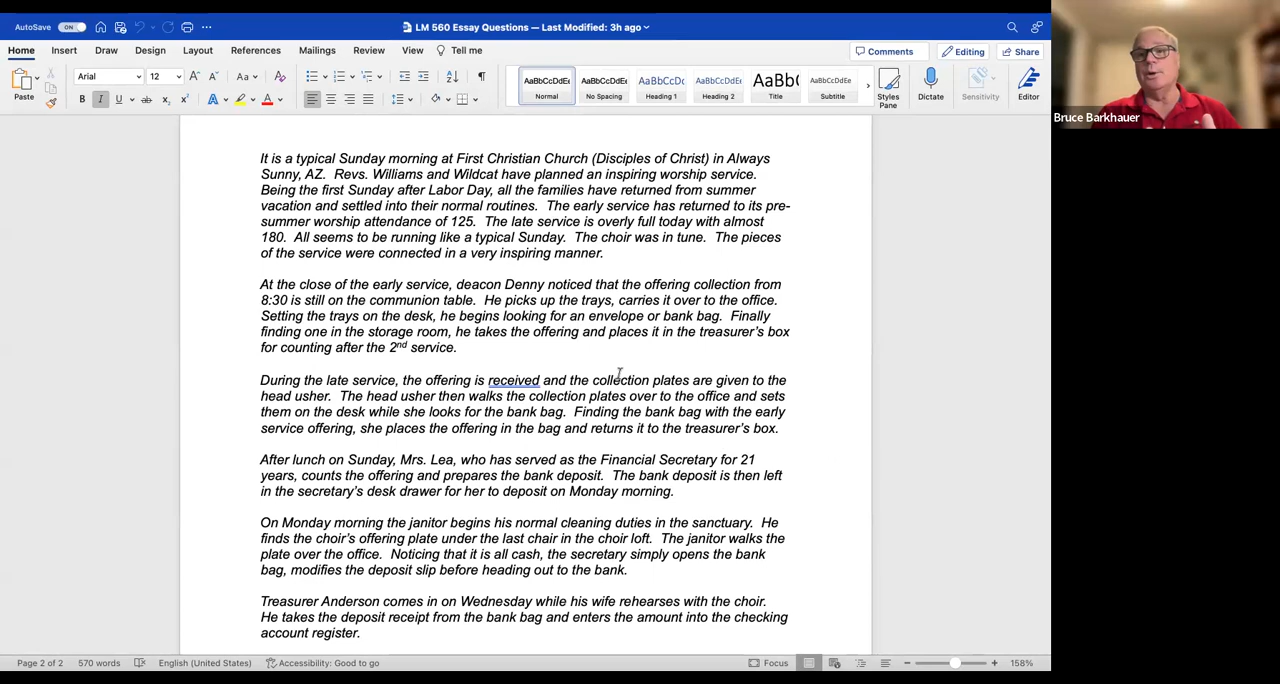 AutoSave ON LM 560 Essay Questions — Last Modified: 3h ago
Home Insert Draw Design Layout References Mailings Review View Tell me Comments Editing Share
Paste Arial 12 A A Aa A AaBbCcDdEe AaBbCcDdEe AaBbCcDc AaBbCcDdEe AaBb( AaBbCcDdEe
B I U ab x A A Normal No Spacing Heading 1 Heading 2 Title Subtitle Styles Pane Dictate Sensitivity Editor
Bruce Barkhauer
It is a typical Sunday morning at First Christian Church (Disciples of Christ) in Always
Sunny, AZ. Revs. Williams and Wildcat have planned an inspiring worship service.
Being the first Sunday after Labor Day, all the families have returned from summer
vacation and settled into their normal routines. The early service has returned to its pre-
summer worship attendance of 125. The late service is overly full today with almost
180. All seems to be running like a typical Sunday. The choir was in tune. The pieces
of the service were connected in a very inspiring manner.
At the close of the early service, deacon Denny noticed that the offering collection from
8:30 is still on the communion table. He picks up the trays, carries it over to the office.
Setting the trays on the desk, he begins looking for an envelope or bank bag. Finally
finding one in the storage room, he takes the offering and places it in the treasurer's box
for counting after the 2nd service.
During the late service, the offering is received and the collection plates are given to the
head usher. The head usher then walks the collection plates over to the office and sets
them on the desk while she looks for the bank bag. Finding the bank bag with the early
service offering, she places the offering in the bag and returns it to the treasurer's box.
After lunch on Sunday, Mrs. Lea, who has served as the Financial Secretary for 21
years, counts the offering and prepares the bank deposit. The bank deposit is then left
in the secretary's desk drawer for her to deposit on Monday morning.
On Monday morning the janitor begins his normal cleaning duties in the sanctuary. He
finds the choir's offering plate under the last chair in the choir loft. The janitor walks the
plate over the office. Noticing that it is all cash, the secretary simply opens the bank
bag, modifies the deposit slip before heading out to the bank.
Treasurer Anderson comes in on Wednesday while his wife rehearses with the choir.
He takes the deposit receipt from the bank bag and enters the amount into the checking
account register.
Page 2 of 2 570 words English (United States) Accessibility: Good to go Focus 158%